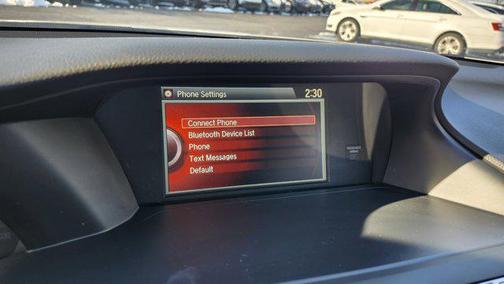 Phone Settings 2:30
Connect Phone
Bluetooth Device List
Phone
Text Messages
Default